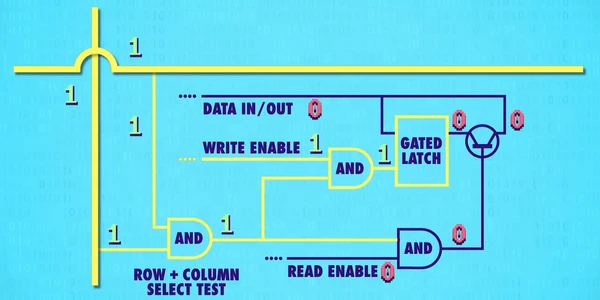 1
1
DATA IN/OUT 0
1
WRITE ENABLE 1
AND
1
GATED
LATCH
0
0
1
AND
1
ROW + COLUMN
SELECT TEST
AND
0
READ ENABLE 0